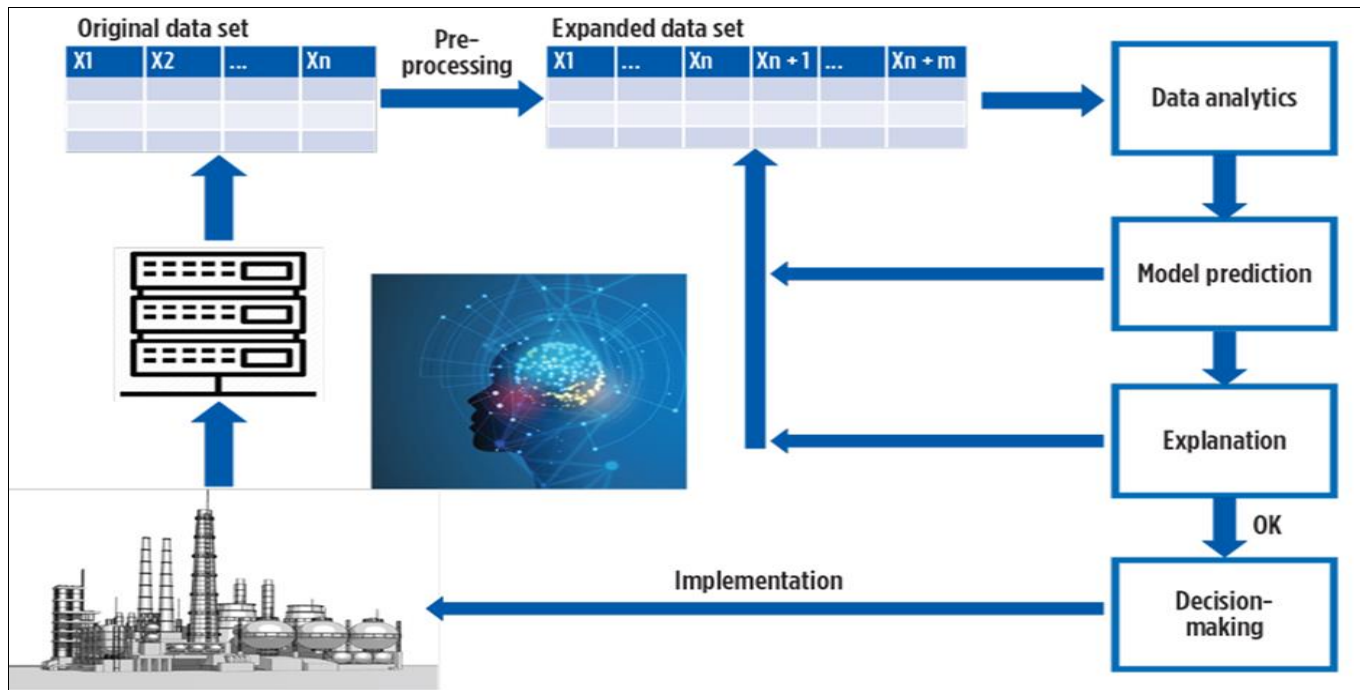 Original data set
X1 X2 ... Xn
Pre-
processing
Expanded data set
X1 ... Xn Xn + 1 ... Xn + m
Data analytics
Model prediction
Explanation
OK
Decision-
making
Implementation